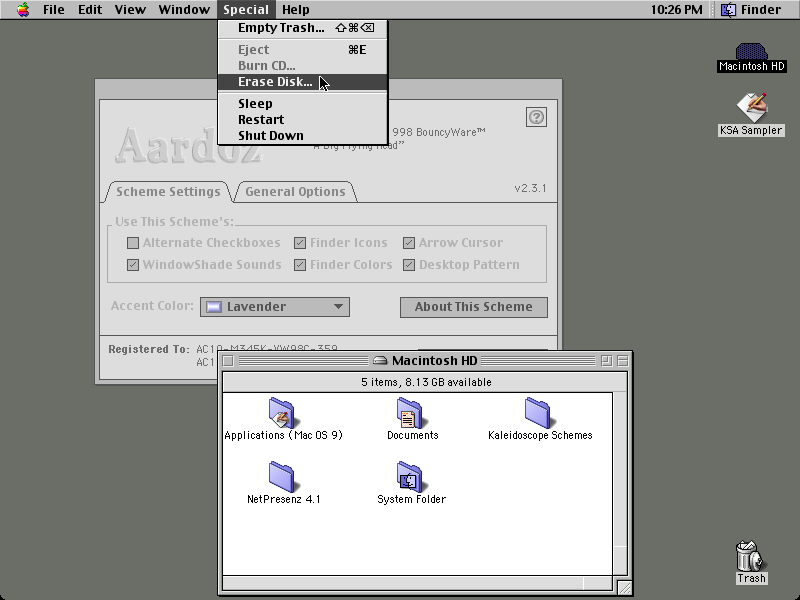 File Edit View Window Special Help 10:26 PM Finder
Empty Trash... ⇧⌘⌫
Eject ⌘E
Burn CD...
Erase Disk...
Sleep
Restart
Shut Down
Macintosh HD
KSA Sampler
Aardoz
998 BouncyWare™
"A Big Flying Head"
Scheme Settings General Options v2.3.1
Use This Scheme's:
Alternate Checkboxes Finder Icons Arrow Cursor
WindowShade Sounds Finder Colors Desktop Pattern
Accent Color: Lavender About This Scheme
Registered To: AC10-M345K-VW98C-359
AC1
Macintosh HD
5 items, 8.13 GB available
Applications (Mac OS 9) Documents Kaleidoscope Schemes
NetPresenz 4.1 System Folder
Trash